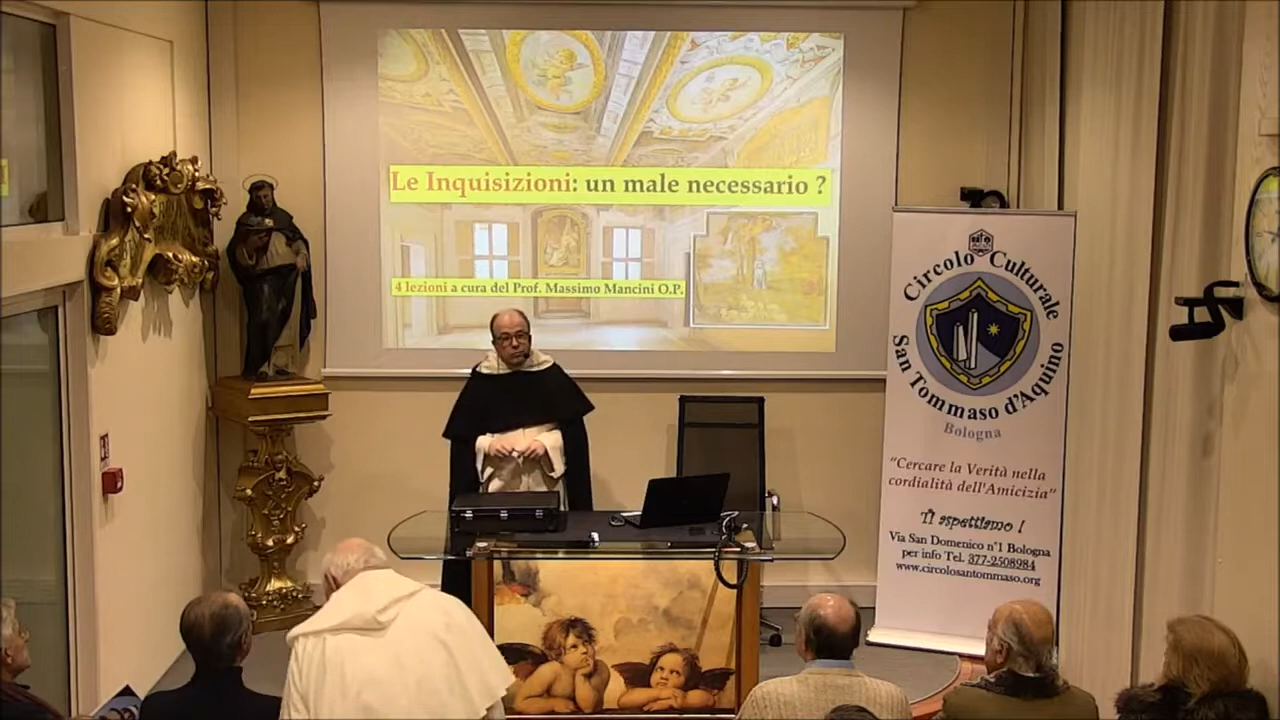 Le Inquisizioni: un male necessario ?
4 lezioni a cura del Prof. Massimo Mancini O.P.
Circolo Culturale
San Tommaso d'Aquino
Bologna
“Cercare la Verità nella
cordialità dell'Amicizia”
Ti aspettiamo !
Via San Domenico n°1 Bologna
per info Tel. 377-2508984
www.circolosantommaso.org